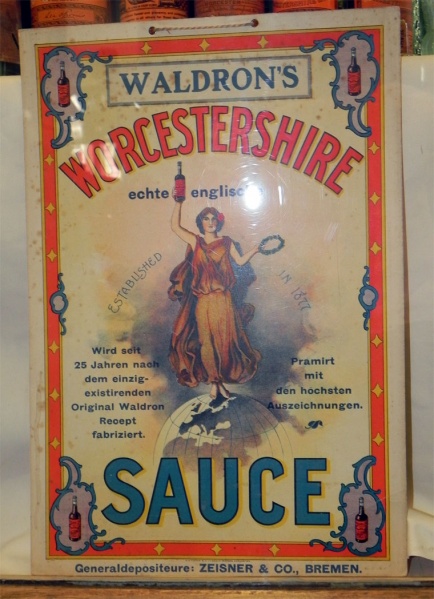 WALDRON'S
WORCESTERSHIRE
echte englische
ESTABLISHED IN 1877
Wird seit
25 Jahren nach
dem einzig-
existirenden
Original Waldron
Recept
fabriziert.
Pramirt
mit
den höchsten
Auszeichnungen.
SAUCE
Generaldepositeure: ZEISNER & CO., BREMEN.